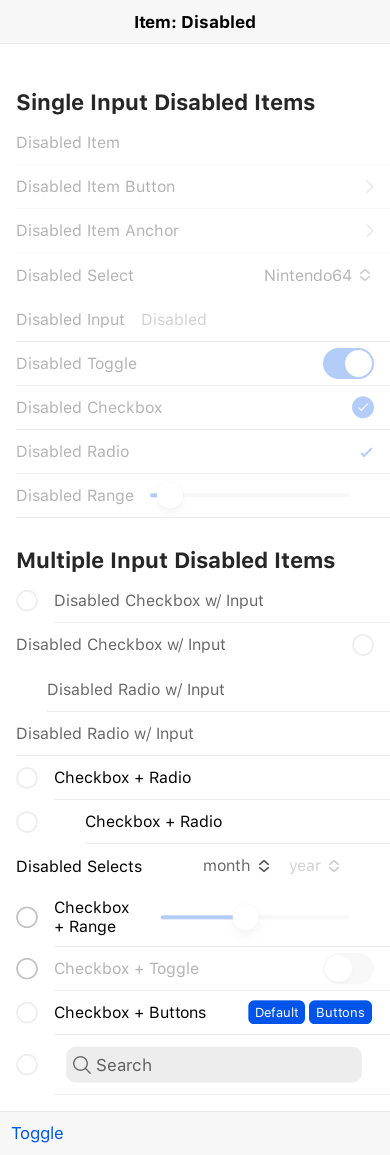 Item: Disabled
Single Input Disabled Items
Disabled Item
Disabled Item Button
Disabled Item Anchor
Disabled Select Nintendo64
Disabled Input Disabled
Disabled Toggle
Disabled Checkbox
Disabled Radio
Disabled Range
Multiple Input Disabled Items
Disabled Checkbox w/ Input
Disabled Checkbox w/ Input
Disabled Radio w/ Input
Disabled Radio w/ Input
Checkbox + Radio
Checkbox + Radio
Disabled Selects month year
Checkbox
+ Range
Checkbox + Toggle
Checkbox + Buttons Default Buttons
Search
Toggle